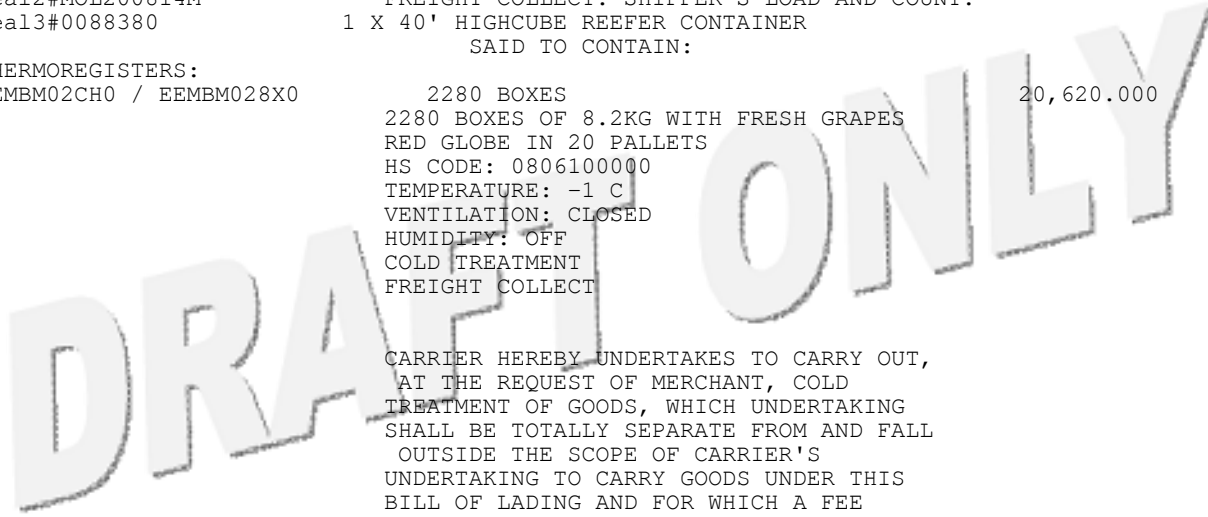 FREIGHT COLLECT. SHIPPER'S LOAD AND COUNT.
eal3#0088380 1 X 40' HIGHCUBE REEFER CONTAINER
SAID TO CONTAIN:
HERMOREGISTERS:
EMBM02CH0 / EEMBM028X0 2280 BOXES 20,620.000
2280 BOXES OF 8.2KG WITH FRESH GRAPES
RED GLOBE IN 20 PALLETS
HS CODE: 0806100000
TEMPERATURE: -1 C
VENTILATION: CLOSED
HUMIDITY: OFF
COLD TREATMENT
FREIGHT COLLECT
CARRIER HEREBY UNDERTAKES TO CARRY OUT,
AT THE REQUEST OF MERCHANT, COLD
TREATMENT OF GOODS, WHICH UNDERTAKING
SHALL BE TOTALLY SEPARATE FROM AND FALL
OUTSIDE THE SCOPE OF CARRIER'S
UNDERTAKING TO CARRY GOODS UNDER THIS
BILL OF LADING AND FOR WHICH A FEE
DRAFT ONLY